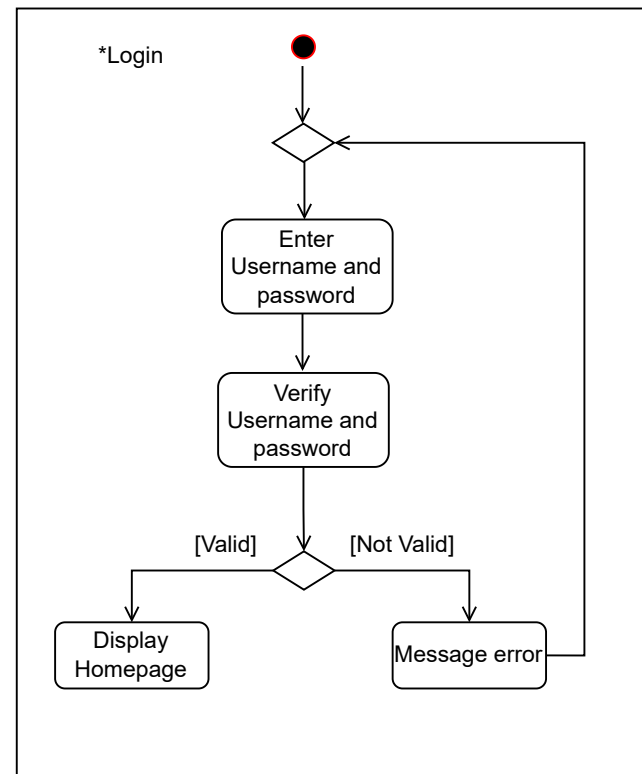 *Login
Enter
Username and
password
Verify
Username and
password
[Valid]
[Not Valid]
Display
Homepage
Message error